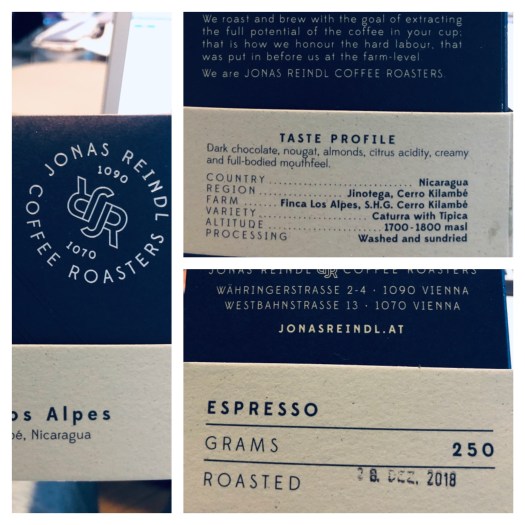 JONAS REINDL
1090
JR
1070
COFFEE ROASTERS
os Alpes
bé, Nicaragua
We roast and brew with the goal of extracting
the full potential of the coffee in your cup;
that is how we honour the hard labour, that
was put in before us at the farm-level.
We are JONAS REINDL COFFEE ROASTERS.
TASTE PROFILE
Dark chocolate, nougat, almonds, citrus acidity, creamy
and full-bodied mouthfeel.
COUNTRY Nicaragua
REGION Jinotega, Cerro Kilambé
FARM Finca Los Alpes, S.H.G. Cerro Kilambé
VARIETY Caturra with Tipica
ALTITUDE 1700-1800 masl
PROCESSING Washed and sundried
JONAS REINDL JR COFFEE ROASTERS
WÄHRINGERSTRASSE 2-4 · 1090 VIENNA
WESTBAHNSTRASSE 13 · 1070 VIENNA
JONASREINDL.AT
ESPRESSO
GRAMS 250
ROASTED 28. DEZ. 2018